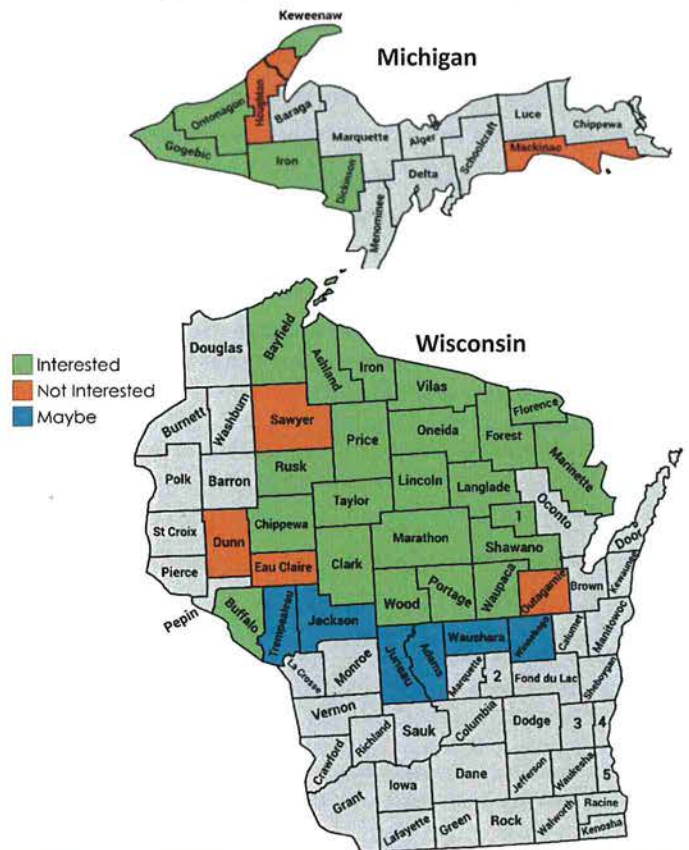 Keweenaw
Michigan
Houghton
Ontonagon
Baraga
Gogebic
Iron
Marquette
Alger
Luce
Chippewa
Schoolcraft
Mackinac
Dickinson
Delta
Menominee
Wisconsin
Interested
Not Interested
Maybe
Douglas
Bayfield
Ashland
Iron
Vilas
Florence
Burnett
Washburn
Sawyer
Price
Oneida
Forest
Marinette
Polk
Barron
Rusk
Lincoln
Langlade
Oconto
Taylor
St Croix
Dunn
Chippewa
Clark
Marathon
1
Shawano
Door
Pierce
Eau Claire
Pepin
Buffalo
Trempealeau
Jackson
Wood
Portage
Waupaca
Outagamie
Brown
Kewaunee
Juneau
Adams
Waushara
Winnebago
Calumet
Manitowoc
La Crosse
Monroe
Marquette
2
Fond du Lac
Sheboygan
Vernon
Crawford
Richland
Sauk
Columbia
Dodge
3
4
Grant
Iowa
Dane
Jefferson
Waukesha
5
Lafayette
Green
Rock
Walworth
Racine
Kenosha